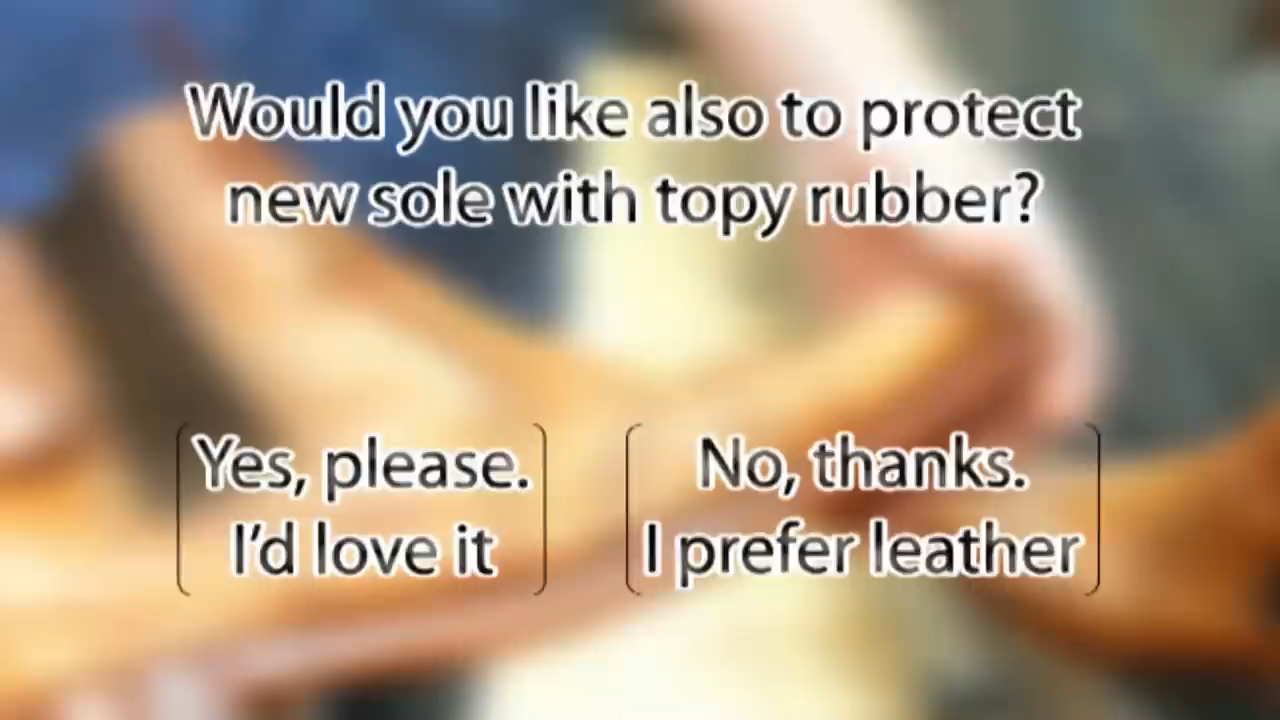 Would you like also to protect
new sole with topy rubber?
Yes, please.
I'd love it
No, thanks.
I prefer leather